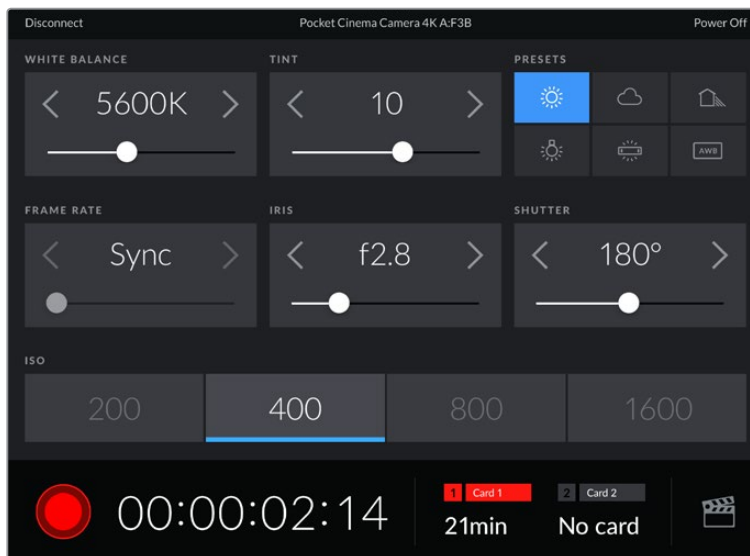 Disconnect Pocket Cinema Camera 4K A:F3B Power Off
WHITE BALANCE TINT PRESETS
5600K 10
AWB
FRAME RATE IRIS SHUTTER
Sync f2.8 180°
ISO
200 400 800 1600
00:00:02:14
1 Card 1 2 Card 2
21min No card